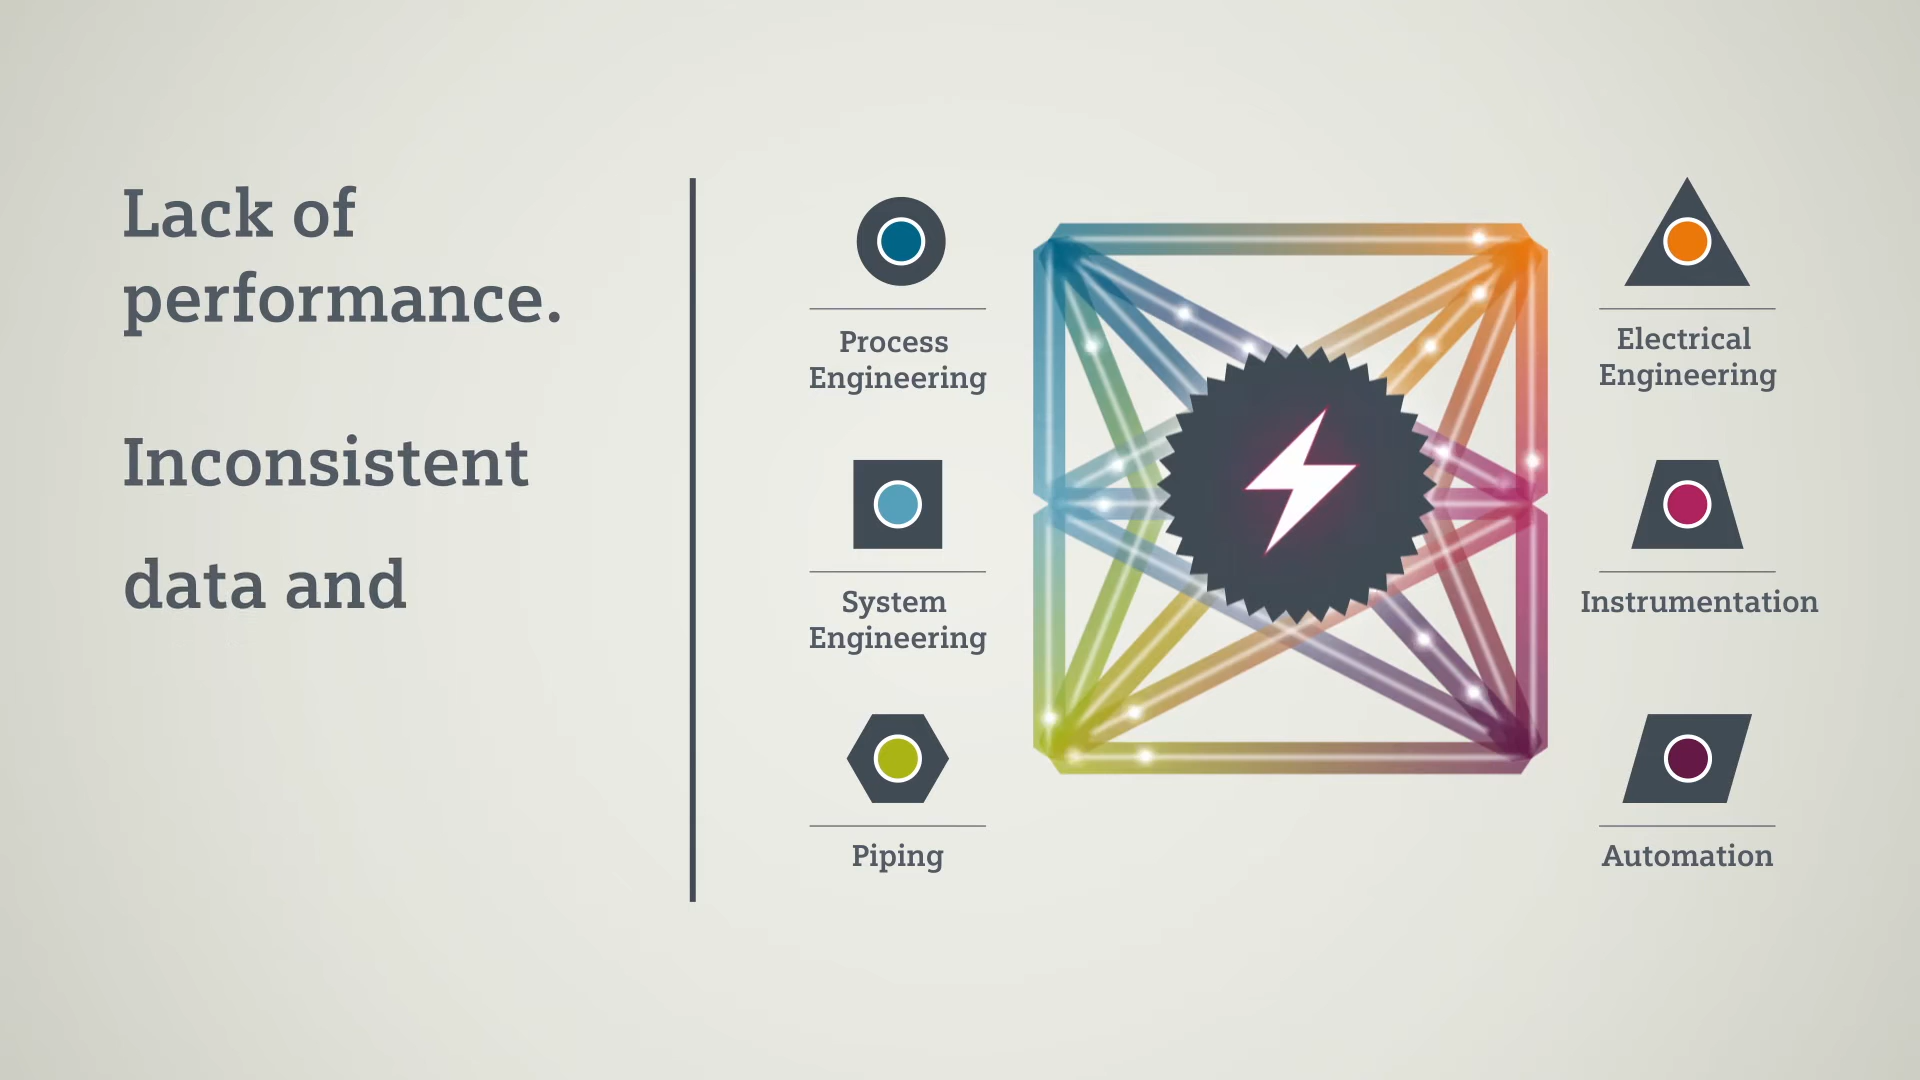 Lack of
performance.
Inconsistent
data and
Process
Engineering
System
Engineering
Piping
Electrical
Engineering
Instrumentation
Automation